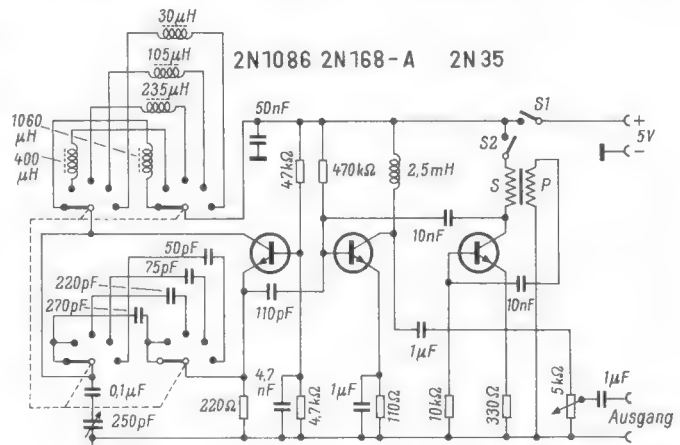 30µH
2N1086 2N168-A 2N35
105µH
235µH
50nF
S1
+
5V
−
S2
1060
µH
400
µH
47kΩ
470kΩ
2,5mH
S
P
10nF
50pF
75pF
220pF
270pF
110pF
10nF
1µF
0,1µF
250pF
220Ω
4,7
nF
4,7kΩ
1µF
110Ω
10kΩ
330Ω
5kΩ
1µF
Ausgang